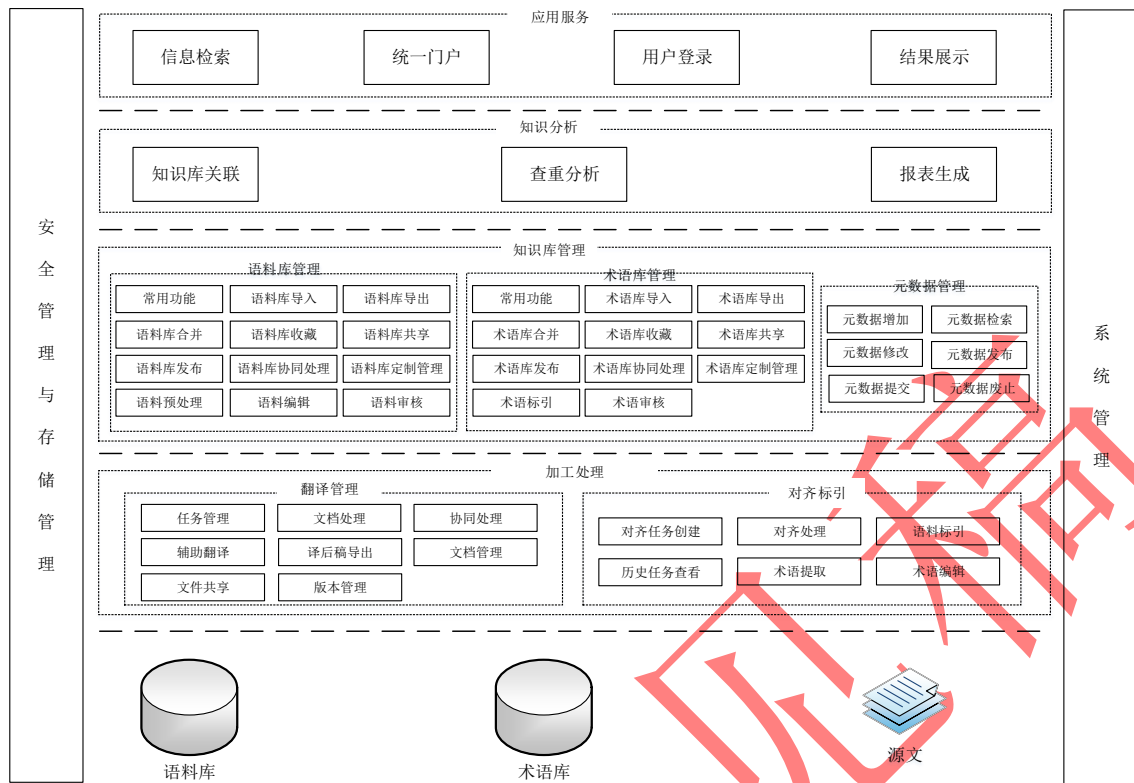 应用服务
信息检索 统一门户 用户登录 结果展示
知识分析
知识库关联 查重分析 报表生成
安全管理与存储管理
系统管理
知识库管理
语料库管理
常用功能 语料库导入 语料库导出
语料库合并 语料库收藏 语料库共享
语料库发布 语料库协同处理 语料库定制管理
语料预处理 语料编辑 语料审核
术语库管理
常用功能 术语库导入 术语库导出
术语库合并 术语库收藏 术语库共享
术语库发布 术语库协同处理 术语库定制管理
术语标引 术语审核
元数据管理
元数据增加 元数据检索
元数据修改 元数据发布
元数据提交 元数据废止
加工处理
翻译管理
任务管理 文档处理 协同处理
辅助翻译 译后稿导出 文档管理
文件共享 版本管理
对齐标引
对齐任务创建 对齐处理 语料标引
历史任务查看 术语提取 术语编辑
语料库 术语库 源文
见稿